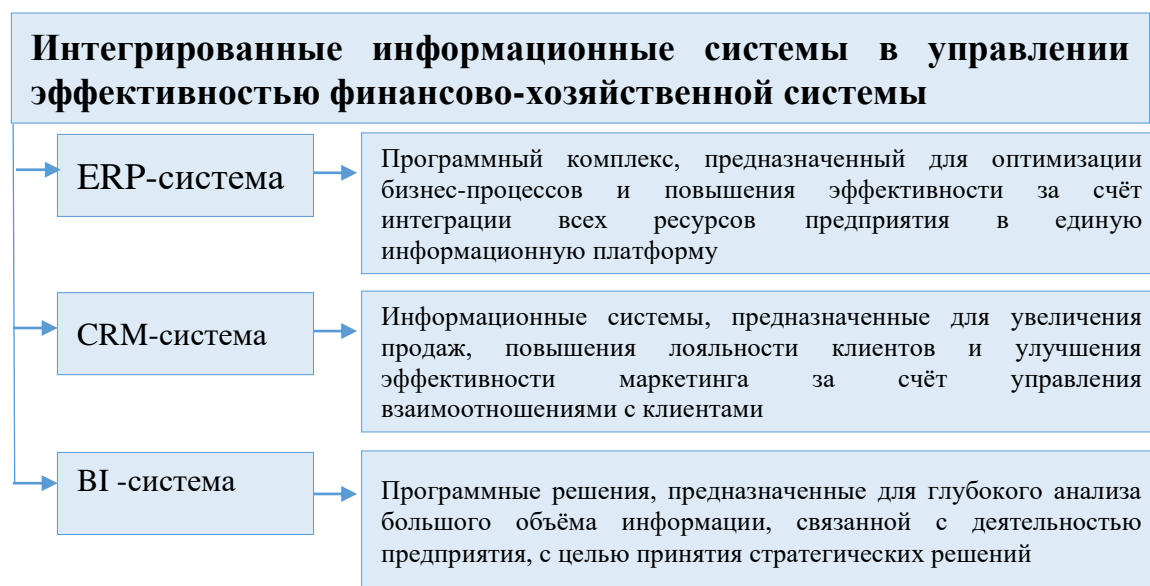 Интегрированные информационные системы в управлении
эффективностью финансово-хозяйственной системы
ERP-система
Программный комплекс, предназначенный для оптимизации
бизнес-процессов и повышения эффективности за счёт
интеграции всех ресурсов предприятия в единую
информационную платформу
CRM-система
Информационные системы, предназначенные для увеличения
продаж, повышения лояльности клиентов и улучшения
эффективности маркетинга за счёт управления
взаимоотношениями с клиентами
BI -система
Программные решения, предназначенные для глубокого анализа
большого объёма информации, связанной с деятельностью
предприятия, с целью принятия стратегических решений